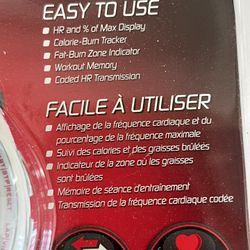 EASY TO USE
HR and % of Max Display
Calorie-Burn Tracker
Fat-Burn Zone Indicator
Workout Memory
Coded HR Transmission
FACILE À UTILISER
Affichage de la fréquence cardiaque et du
pourcentage de la fréquence maximale
Suivi des calories et des graisses brûlées
Indicateur de la zone où les graisses
sont brûlées
Mémoire de séance d'entraînement
Transmission de la fréquence cardiaque codée